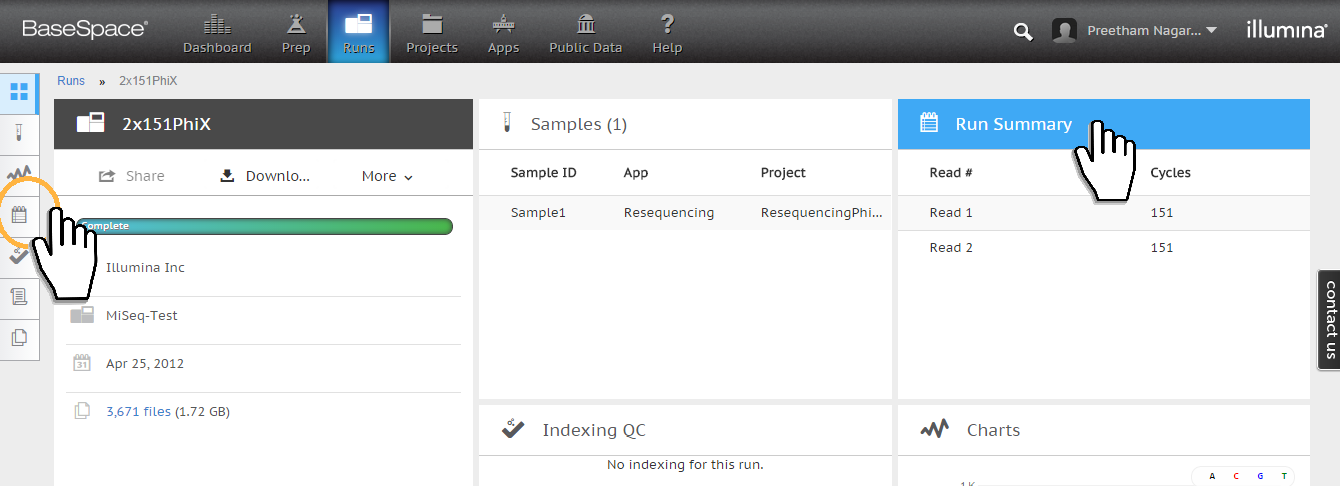 BaseSpace®
Dashboard
Prep
Runs
Projects
Apps
Public Data
Help
Preetham Nagar...
illumina®
Runs » 2x151PhiX
2x151PhiX
Share
Downlo...
More
Complete
Illumina Inc
MiSeq-Test
31
Apr 25, 2012
3,671 files (1.72 GB)
Samples (1)
Sample ID App Project
Sample1 Resequencing ResequencingPhi...
Run Summary
Read # Cycles
Read 1 151
Read 2 151
Indexing QC
No indexing for this run.
Charts
A C G T
1K
contact us